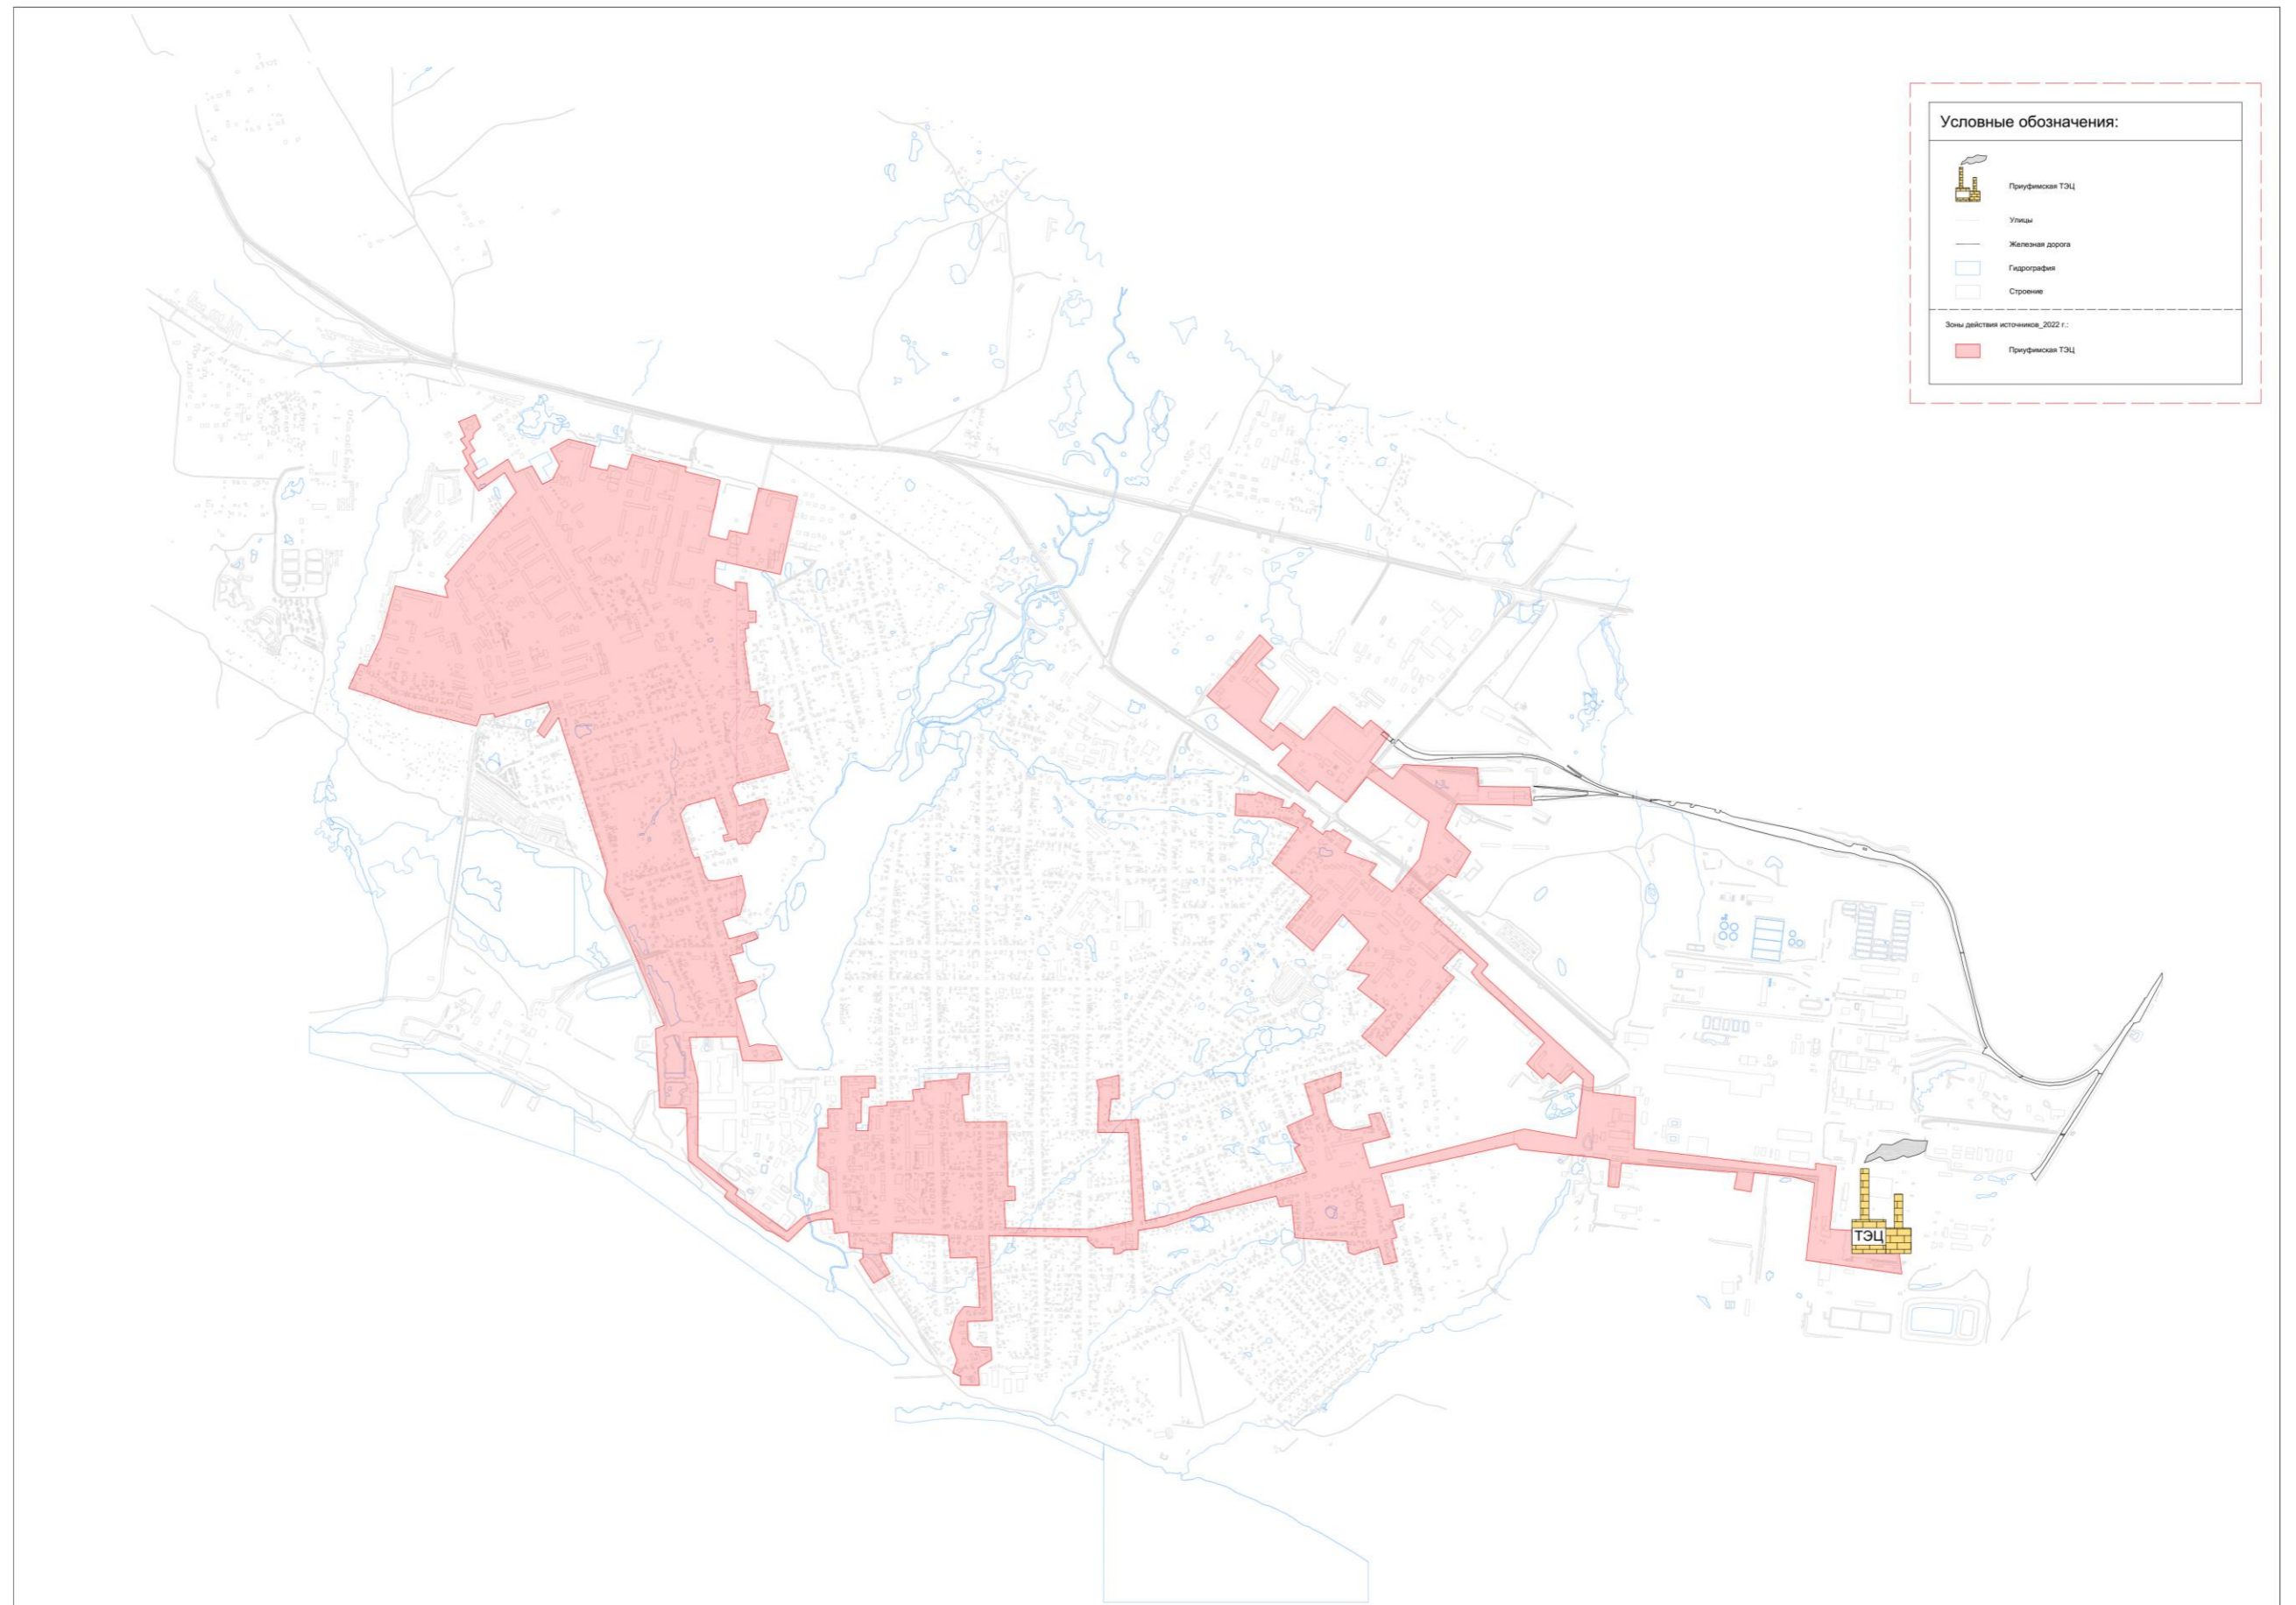 Условные обозначения:
Приуфимская ТЭЦ
Улицы
Железная дорога
Гидрография
Строение
Зоны действия источников_2022 г.:
Приуфимская ТЭЦ
ТЭЦ